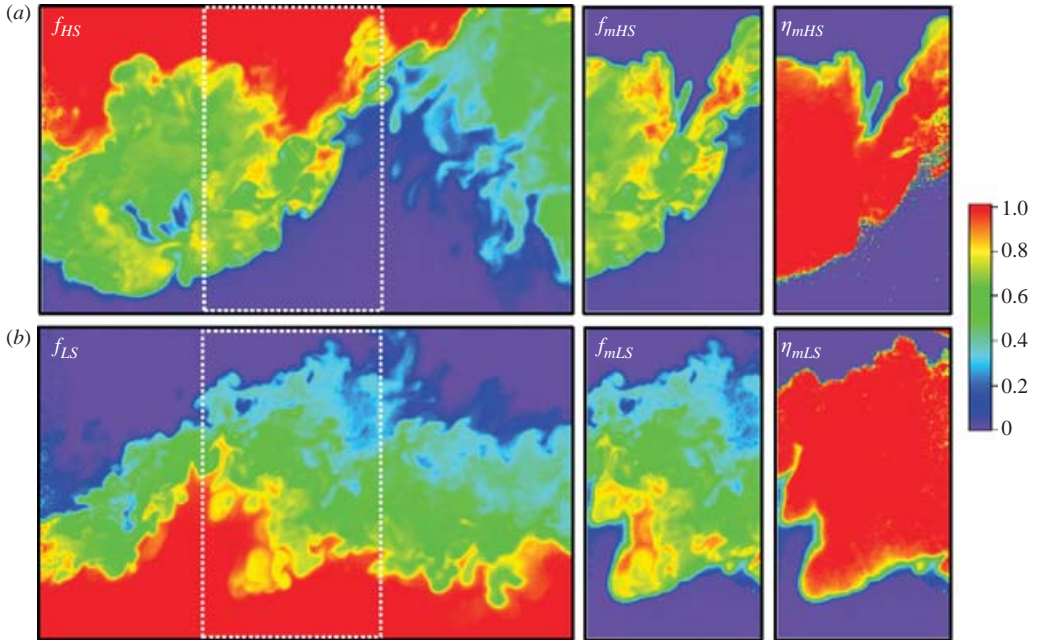 (a)
f_HS
f_mHS
η_mHS
1.0
0.8
0.6
0.4
0.2
0
(b)
f_LS
f_mLS
η_mLS